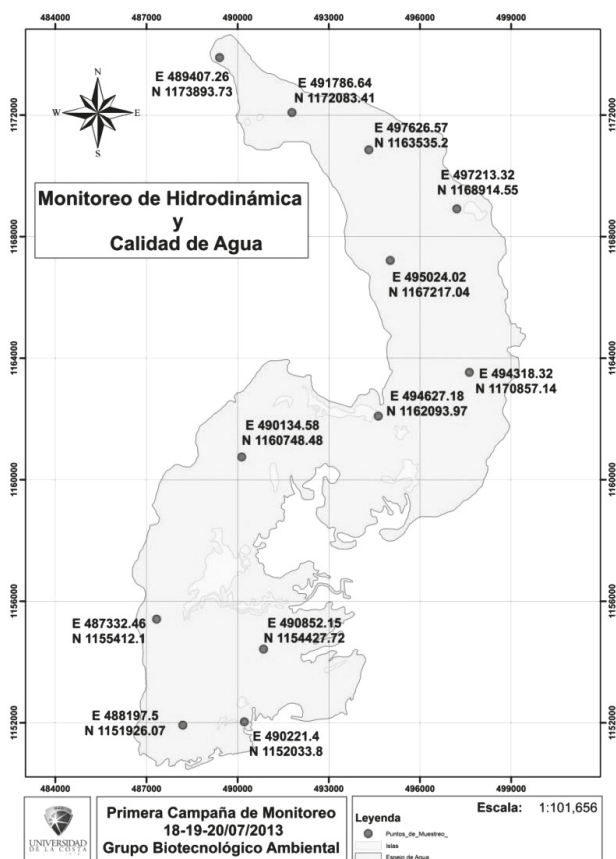 484000 487000 490000 493000 496000 499000
E 489407.26
N 1173893.73
E 491786.64
N 1172083.41
N
W E
S
E 497626.57
N 1163535.2
E 497213.32
N 1168914.55
Monitoreo de Hidrodinámica
y
Calidad de Agua
E 495024.02
N 1167217.04
E 494318.32
N 1170857.14
E 494627.18
N 1162093.97
E 490134.58
N 1160748.48
E 487332.46
N 1155412.1
E 490852.15
N 1154427.72
E 488197.5
N 1151926.07
E 490221.4
N 1152033.8
1172000
1168000
1164000
1160000
1156000
1152000
1172000
1168000
1164000
1160000
1156000
1152000
484000 487000 490000 493000 496000 499000
UNIVERSIDAD
DE LA COSTA
Primera Campaña de Monitoreo
18-19-20/07/2013
Grupo Biotecnológico Ambiental
Escala: 1:101,656
Leyenda
Puntos_de_Muestreo_
Islas
Espejo de Agua